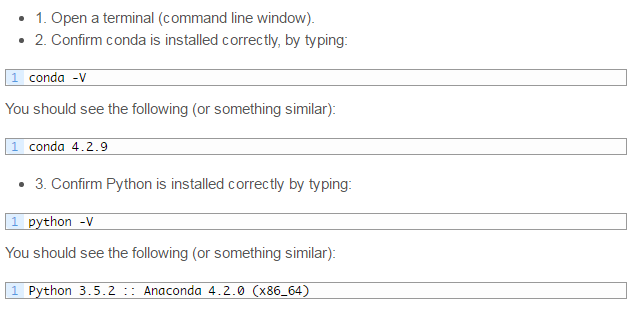 • 1. Open a terminal (command line window).
• 2. Confirm conda is installed correctly, by typing:
1 conda -V
You should see the following (or something similar):
1 conda 4.2.9
• 3. Confirm Python is installed correctly by typing:
1 python -V
You should see the following (or something similar):
1 Python 3.5.2 :: Anaconda 4.2.0 (x86_64)